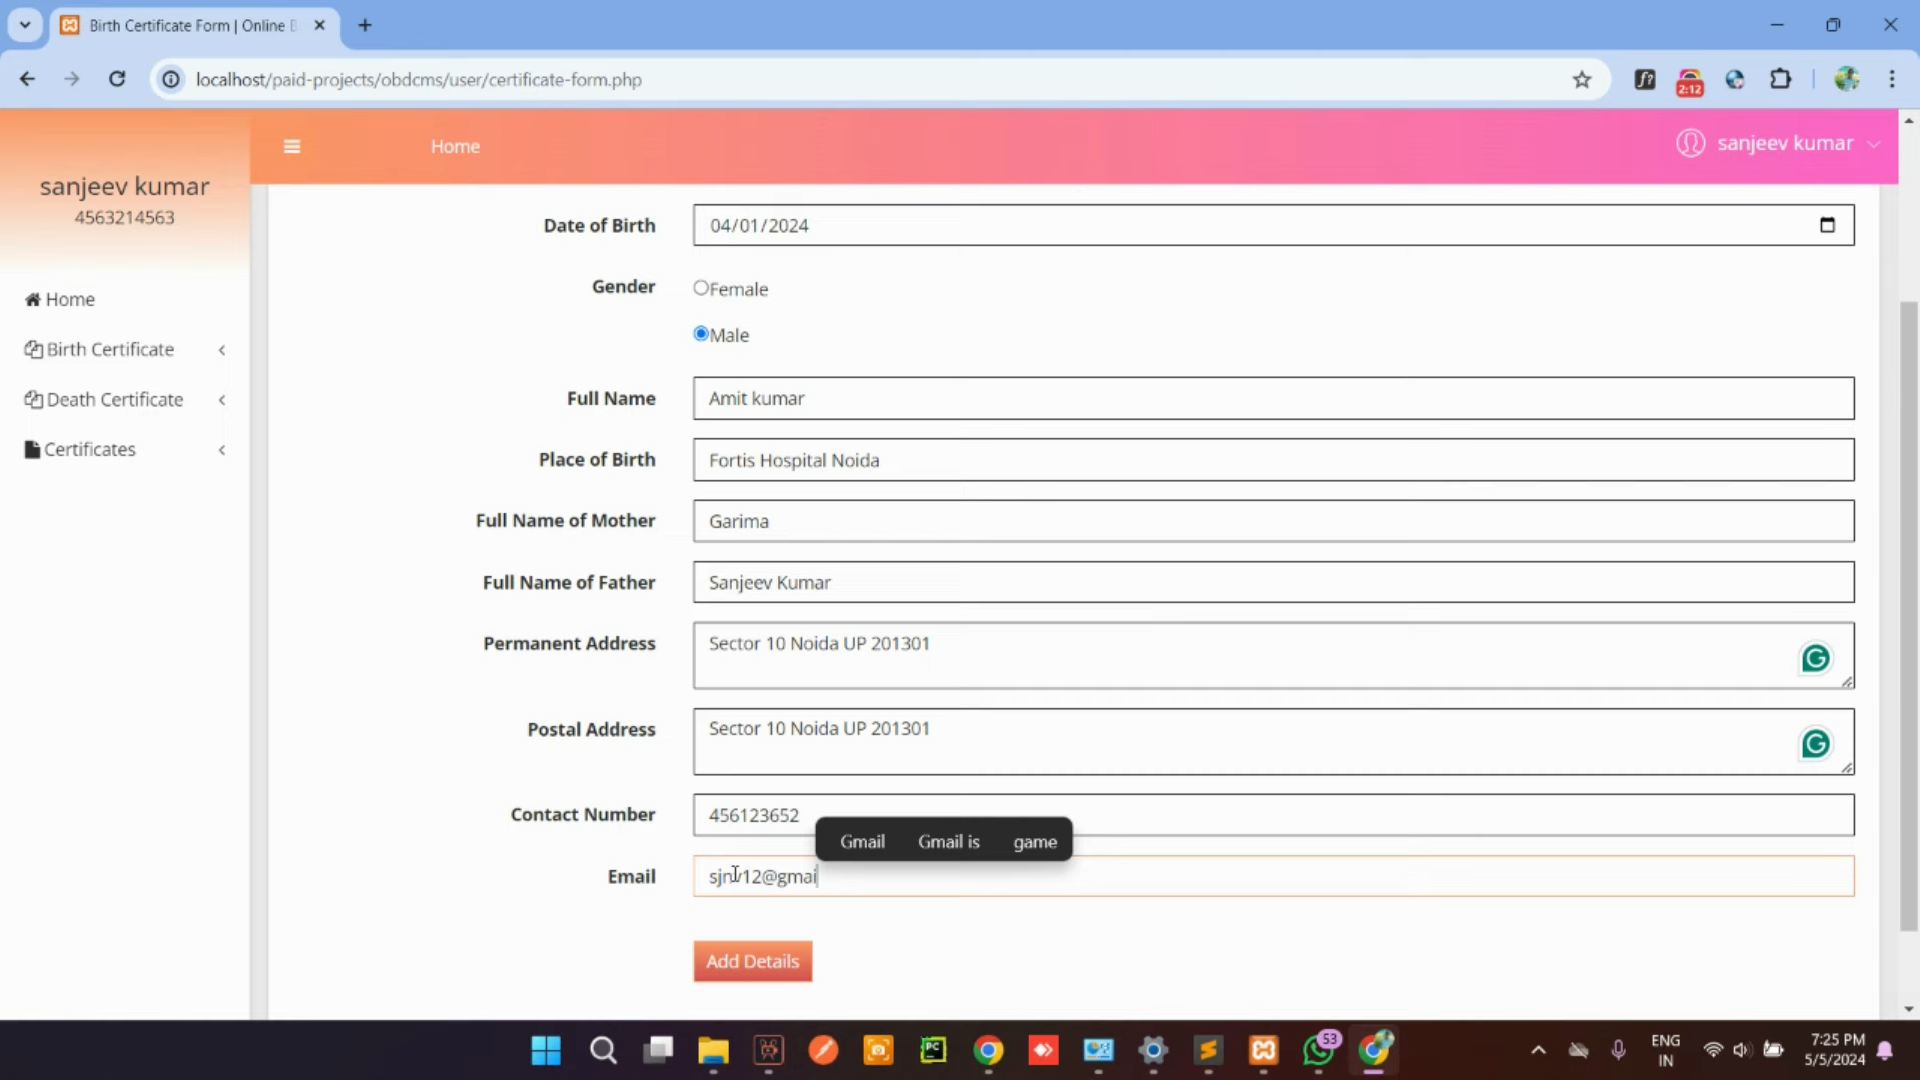 Birth Certificate Form | Online B
localhost/paid-projects/obdcms/user/certificate-form.php
2:12
Home
sanjeev kumar
sanjeev kumar
4563214563
Home
Birth Certificate
Death Certificate
Certificates
Date of Birth
04/01/2024
Gender
Female
Male
Full Name
Amit kumar
Place of Birth
Fortis Hospital Noida
Full Name of Mother
Garima
Full Name of Father
Sanjeev Kumar
Permanent Address
Sector 10 Noida UP 201301
Postal Address
Sector 10 Noida UP 201301
Contact Number
456123652
Gmail Gmail is game
Email
sjnv12@gmai
Add Details
53
ENG
IN
7:25 PM
5/5/2024